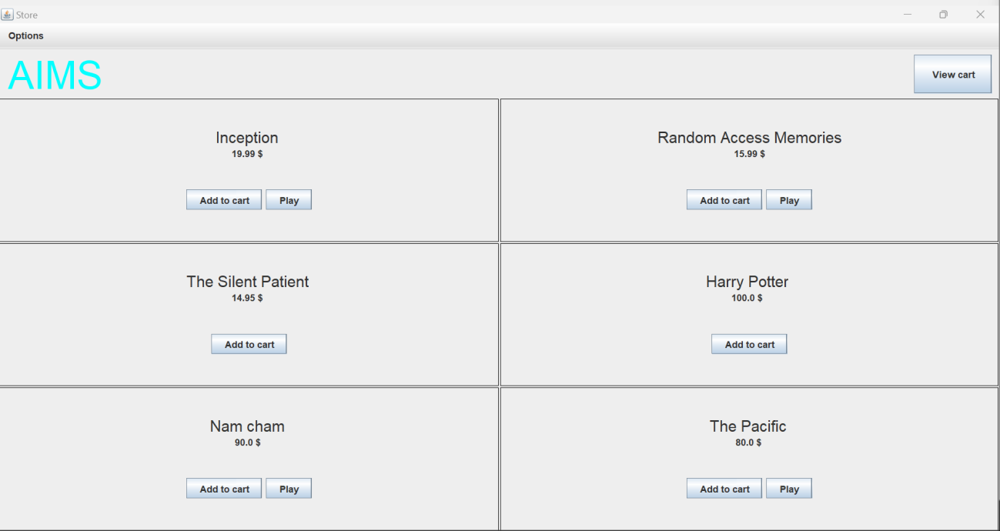 Store
Options
AIMS
View cart
Inception
19.99 $
Add to cart Play
Random Access Memories
15.99 $
Add to cart Play
The Silent Patient
14.95 $
Add to cart
Harry Potter
100.0 $
Add to cart
Nam cham
90.0 $
Add to cart Play
The Pacific
80.0 $
Add to cart Play